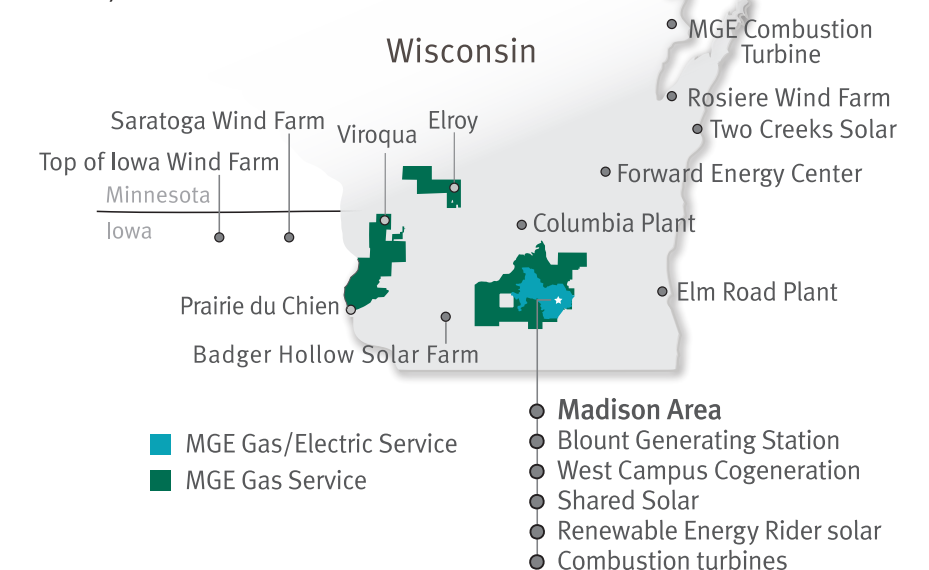 MGE Combustion
Turbine
Wisconsin
Rosiere Wind Farm
Saratoga Wind Farm
Elroy
Two Creeks Solar
Viroqua
Top of Iowa Wind Farm
Forward Energy Center
Minnesota
Columbia Plant
Iowa
Elm Road Plant
Prairie du Chien
Badger Hollow Solar Farm
Madison Area
MGE Gas/Electric Service
Blount Generating Station
West Campus Cogeneration
MGE Gas Service
Shared Solar
Renewable Energy Rider solar
Combustion turbines